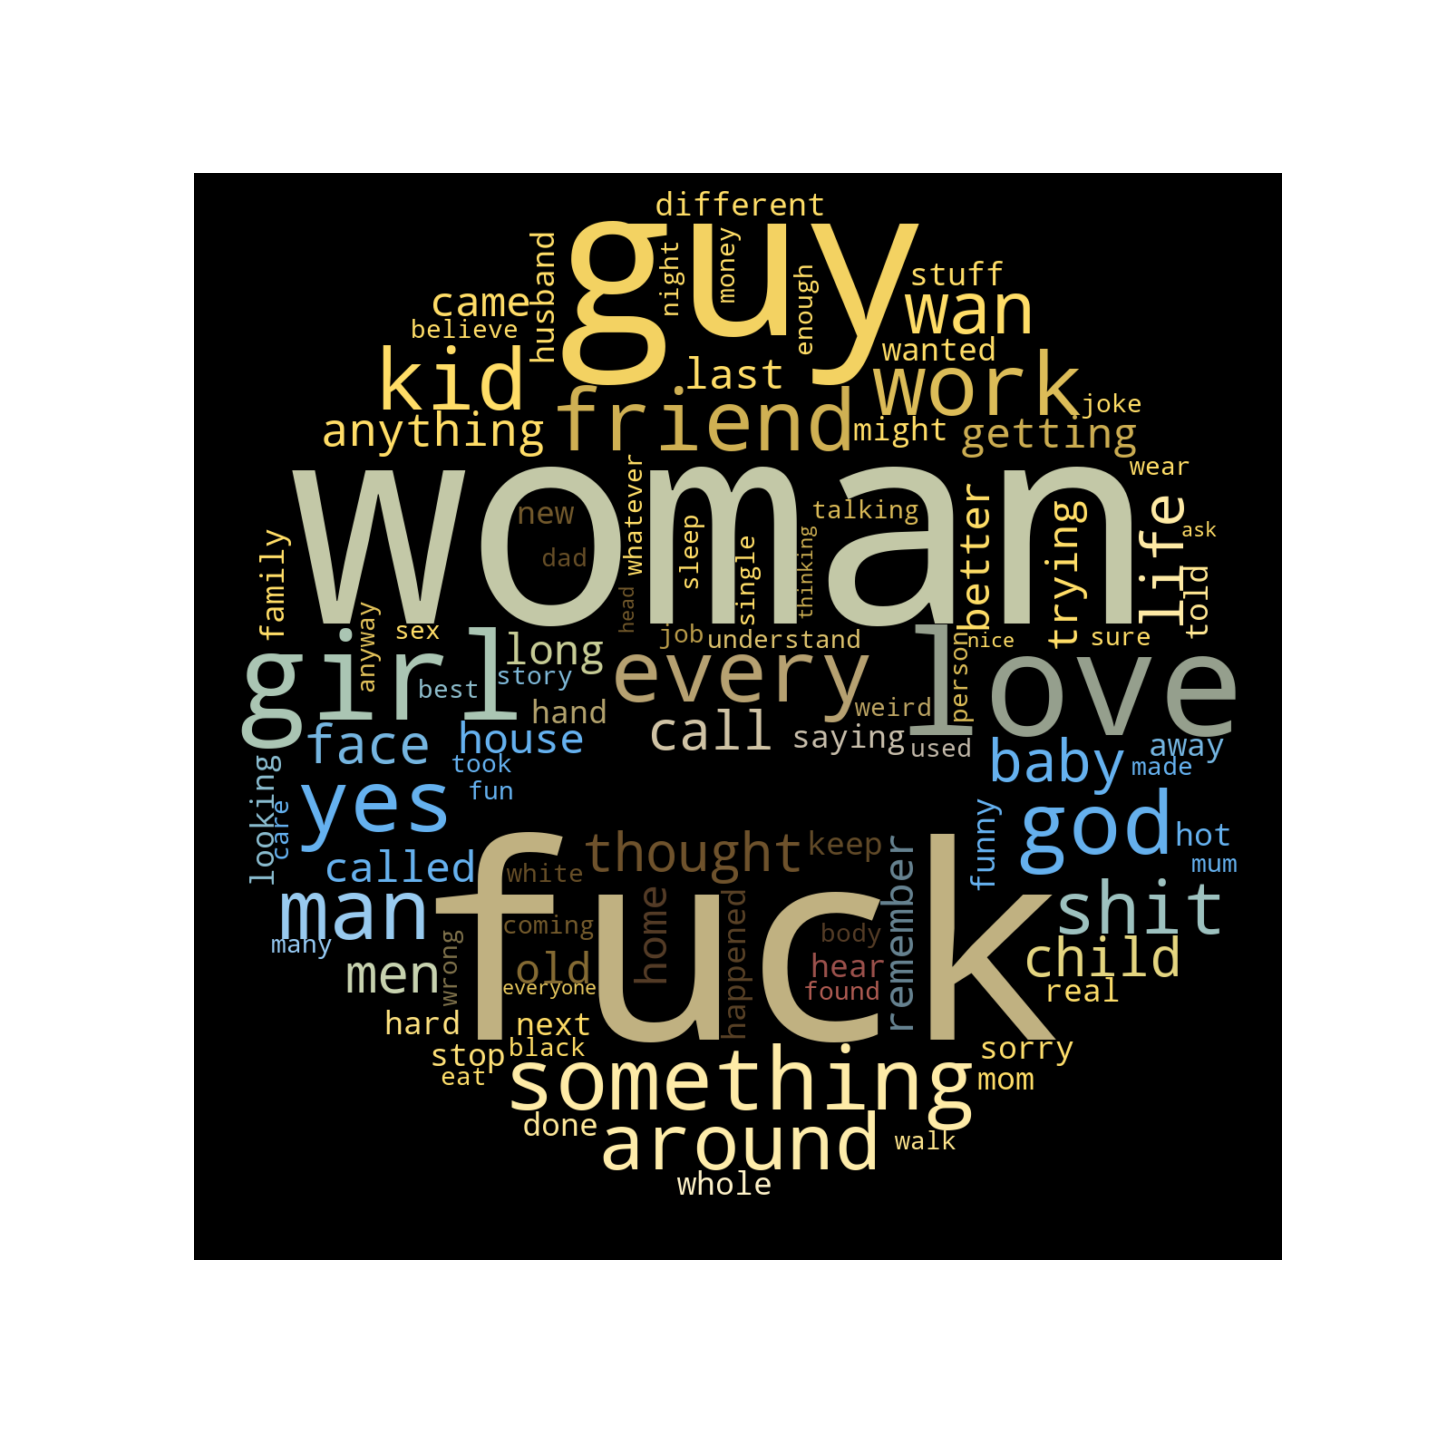 different
guy
husband
night
money
enough
stuff
came
wan
believe
wanted
kid
last
work
friend
joke
anything
might
getting
wear
woman
new
whatever
talking
better
trying
life
ask
dad
sleep
single
thinking
family
head
told
anyway
sex
girl
long
job
understand
every
love
person
nice
sure
best
story
hand
weird
call
saying
used
face
house
took
fun
baby
away
made
looking
care
yes
god
hot
mum
funny
thought
keep
called
white
fuck
remember
shit
man
many
coming
home
happened
body
hear
found
child
real
men
wrong
old
everyone
hard
next
stop
black
eat
sorry
mom
something
done
around
walk
whole